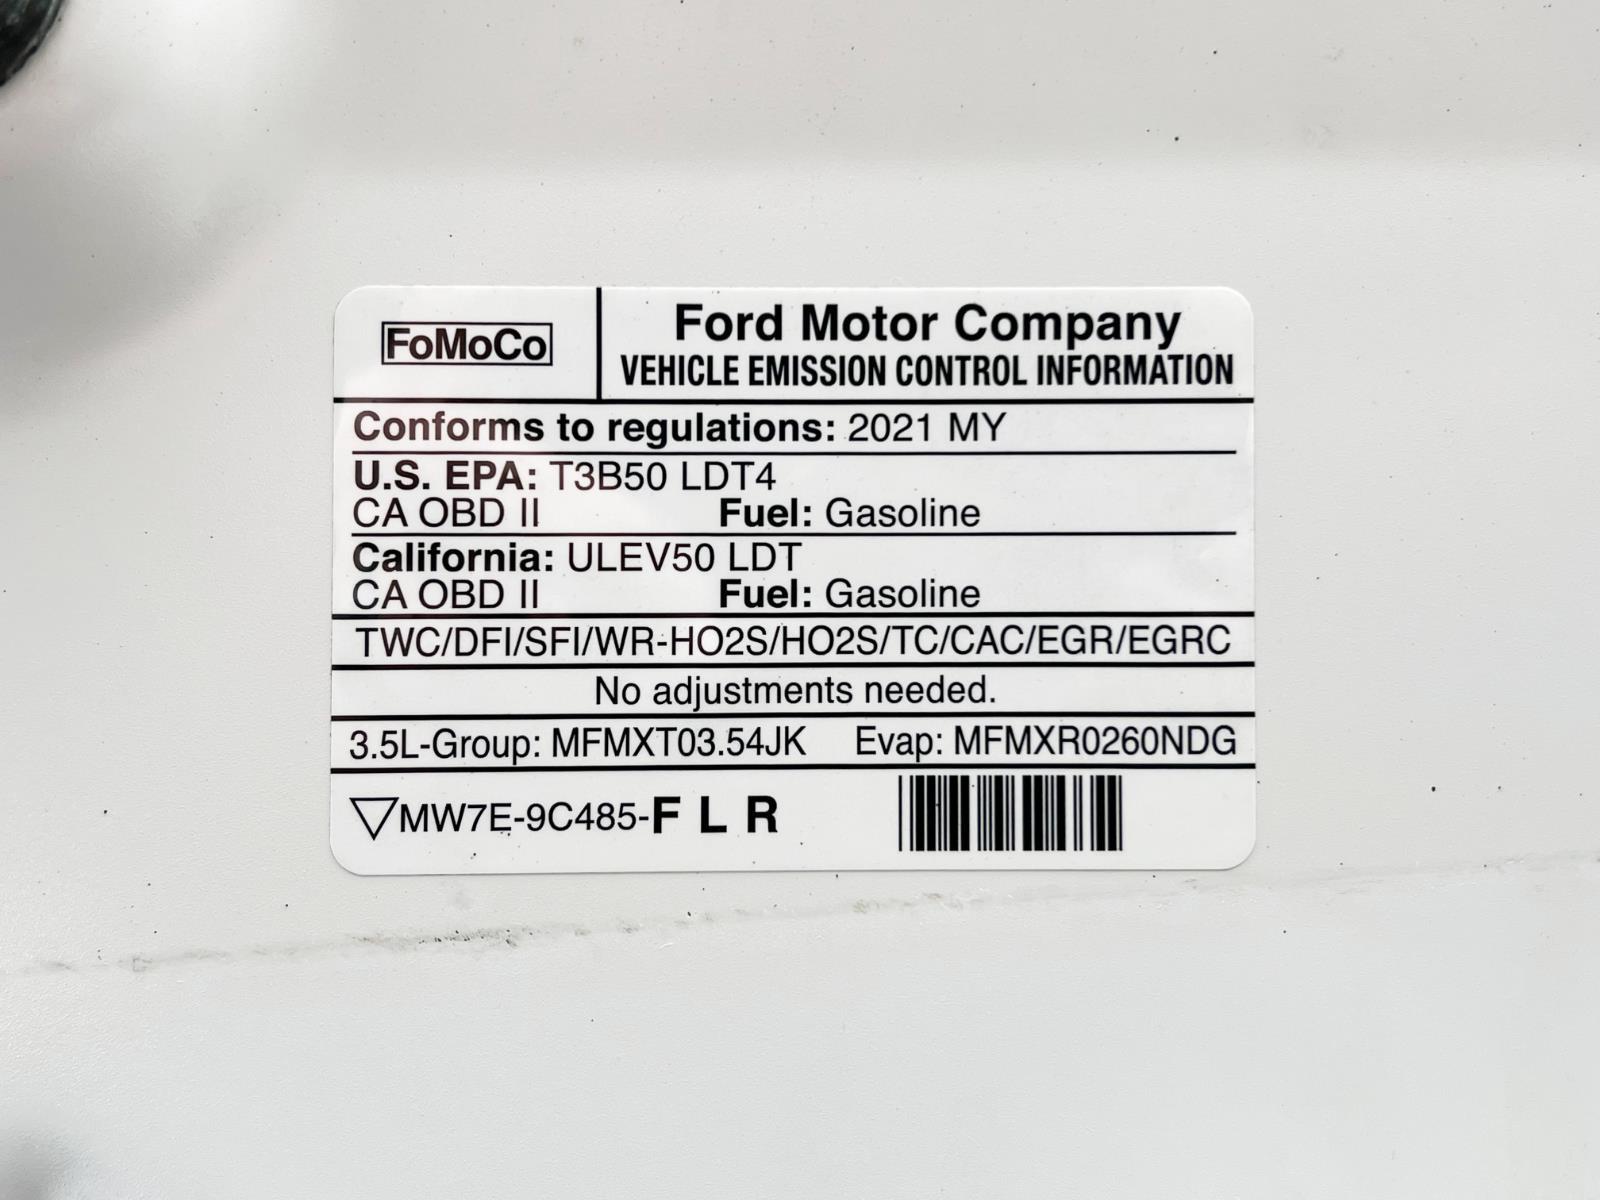 FoMoCo
Ford Motor Company
VEHICLE EMISSION CONTROL INFORMATION
Conforms to regulations: 2021 MY
U.S. EPA: T3B50 LDT4
CA OBD II Fuel: Gasoline
California: ULEV50 LDT
CA OBD II Fuel: Gasoline
TWC/DFI/SFI/WR-HO2S/HO2S/TC/CAC/EGR/EGRC
No adjustments needed.
3.5L-Group: MFMXT03.54JK Evap: MFMXR0260NDG
MW7E-9C485-F L R